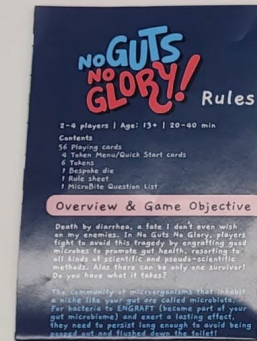 NO GUTS
NO GLORY!
Rules
2-4 players | Age: 13+ | 20-40 min
Contents
56 Playing cards
4 Token Menu/Quick Start cards
6 Tokens
1 Bespoke die
1 Rule sheet
1 MicroBite Question List
Overview & Game Objective
Death by diarrhea, a fate I don't even wish
on my enemies. In No Guts No Glory, players
fight to avoid this tragedy by engrafting good
microbes to promote gut health, resorting to
all kinds of scientific and pseudo-scientific
methods. Alas there can be only one survivor!
Do you have what it takes?
The community of microorganisms that inhabit
a niche like your gut are called microbiota.
For bacteria to ENGRAFT (become part of your
gut microbiome) and exert a lasting effect,
they need to persist long enough to avoid being
pooped out and flushed down the toilet!